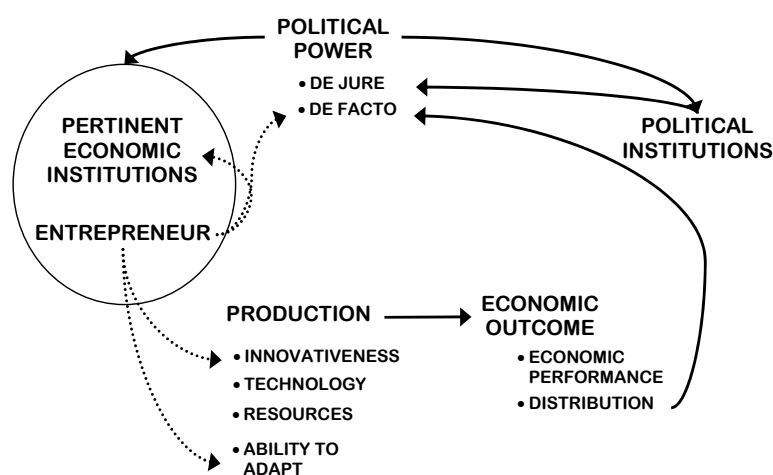 POLITICAL
POWER
• DE JURE
• DE FACTO
PERTINENT
ECONOMIC
INSTITUTIONS
ENTREPRENEUR
POLITICAL
INSTITUTIONS
PRODUCTION
• INNOVATIVENESS
• TECHNOLOGY
• RESOURCES
• ABILITY TO
ADAPT
ECONOMIC
OUTCOME
• ECONOMIC
PERFORMANCE
• DISTRIBUTION